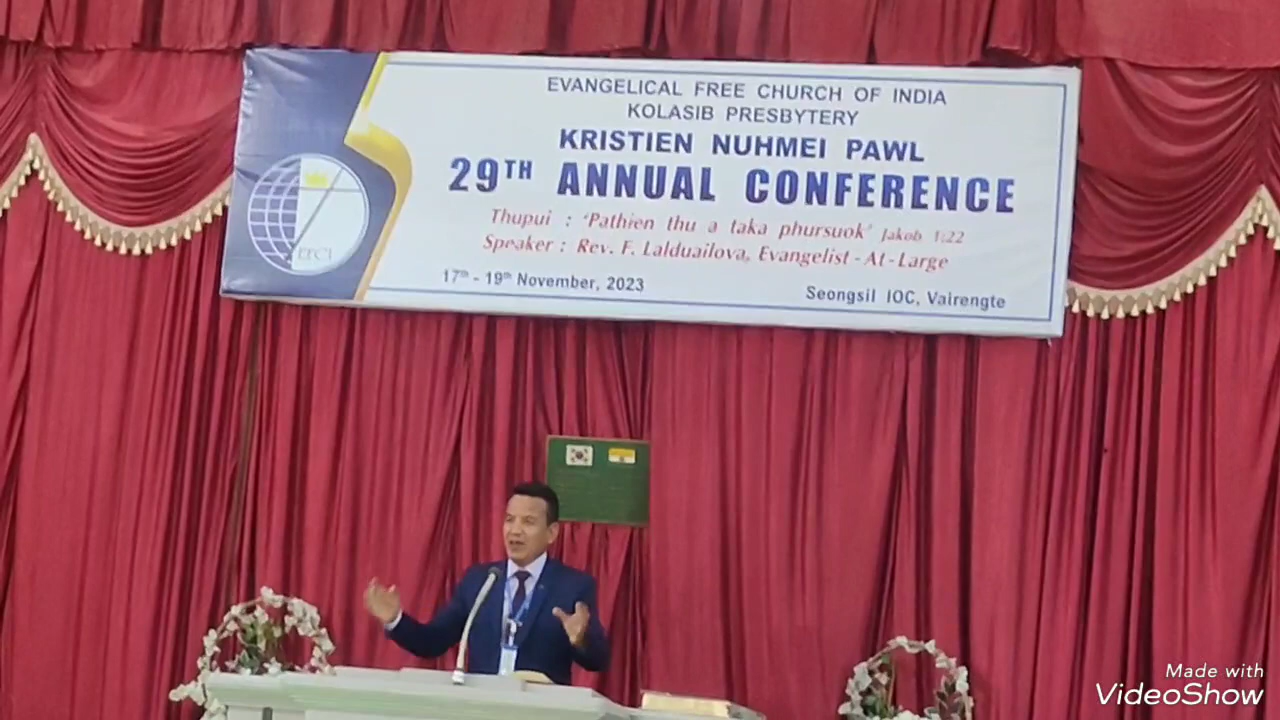 EVANGELICAL FREE CHURCH OF INDIA
KOLASIB PRESBYTERY
KRISTIEN NUHMEI PAWL
29TH ANNUAL CONFERENCE
Thupui : 'Pathien thu a taka phursuok' Jakob 1:22
Speaker : Rev. F. Lalduailova, Evangelist - At - Large
17th - 19th November, 2023
Seongsil IOC, Vairengte
EFCI
Made with
VideoShow